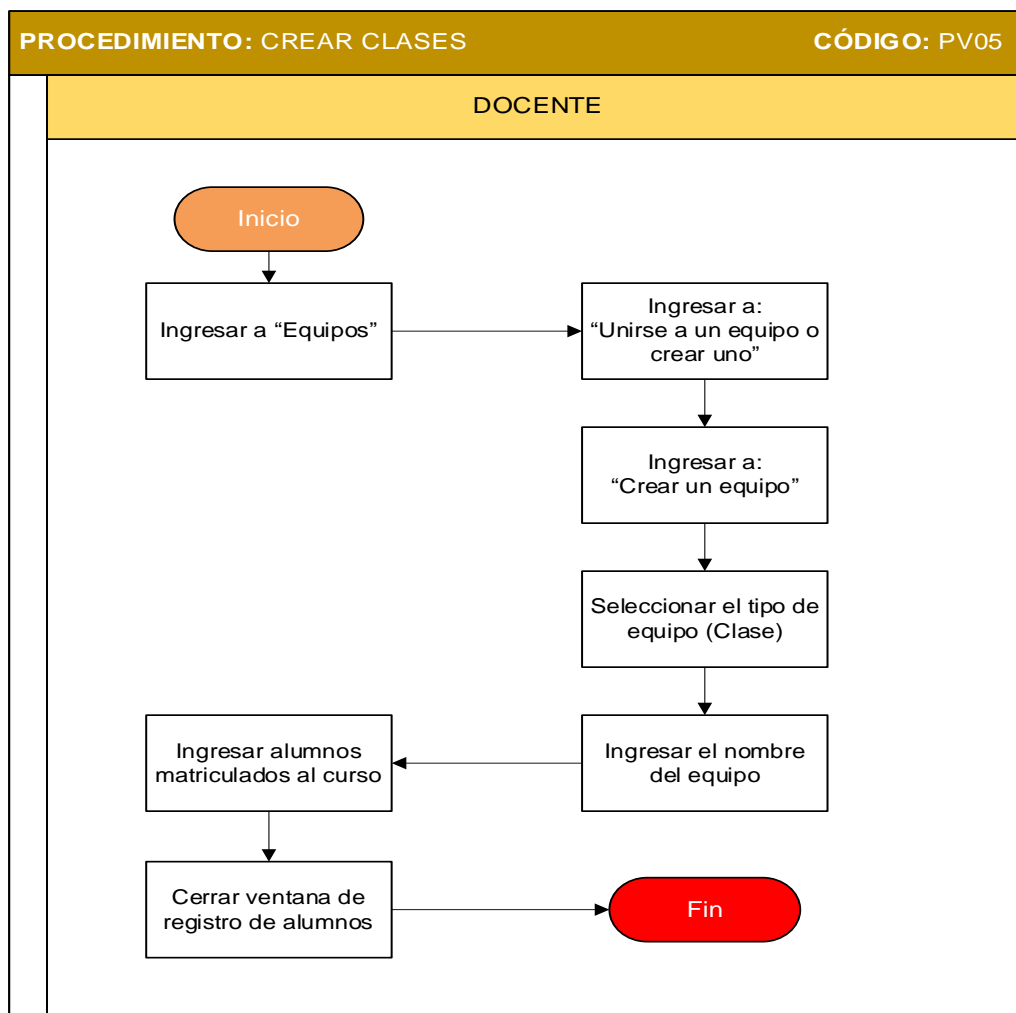 PROCEDIMIENTO: CREAR CLASES CÓDIGO: PV05
DOCENTE
Inicio
Ingresar a “Equipos”
Ingresar a:
“Unirse a un equipo o
crear uno”
Ingresar a:
“Crear un equipo”
Seleccionar el tipo de
equipo (Clase)
Ingresar el nombre
del equipo
Ingresar alumnos
matriculados al curso
Cerrar ventana de
registro de alumnos
Fin